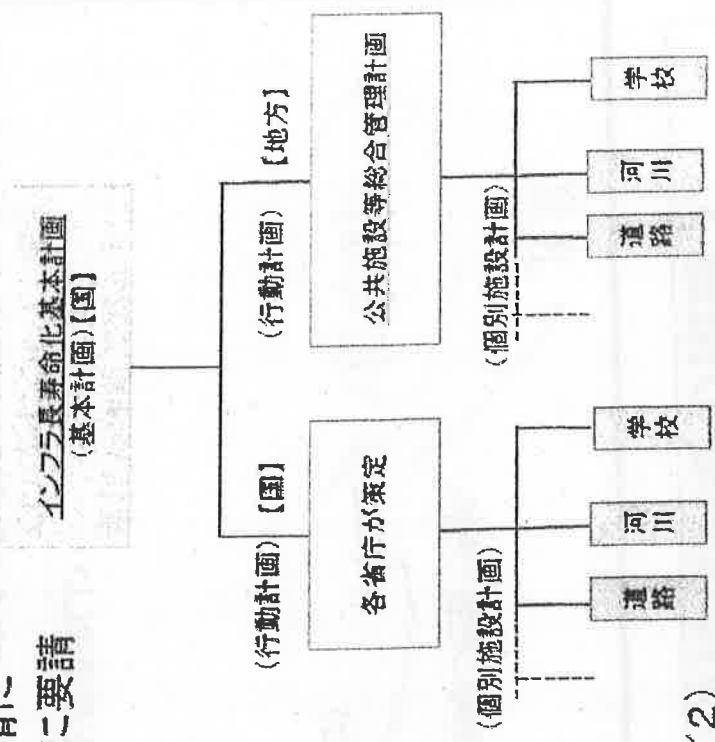 に要請
インフラ長寿命化基本計画
(基本計画)【国】
(行動計画) 【国】
各省庁が策定
(行動計画) 【地方】
公共施設等総合管理計画
(個別施設計画)
道路
河川
学校
(個別施設計画)
道路
河川
学校
2)